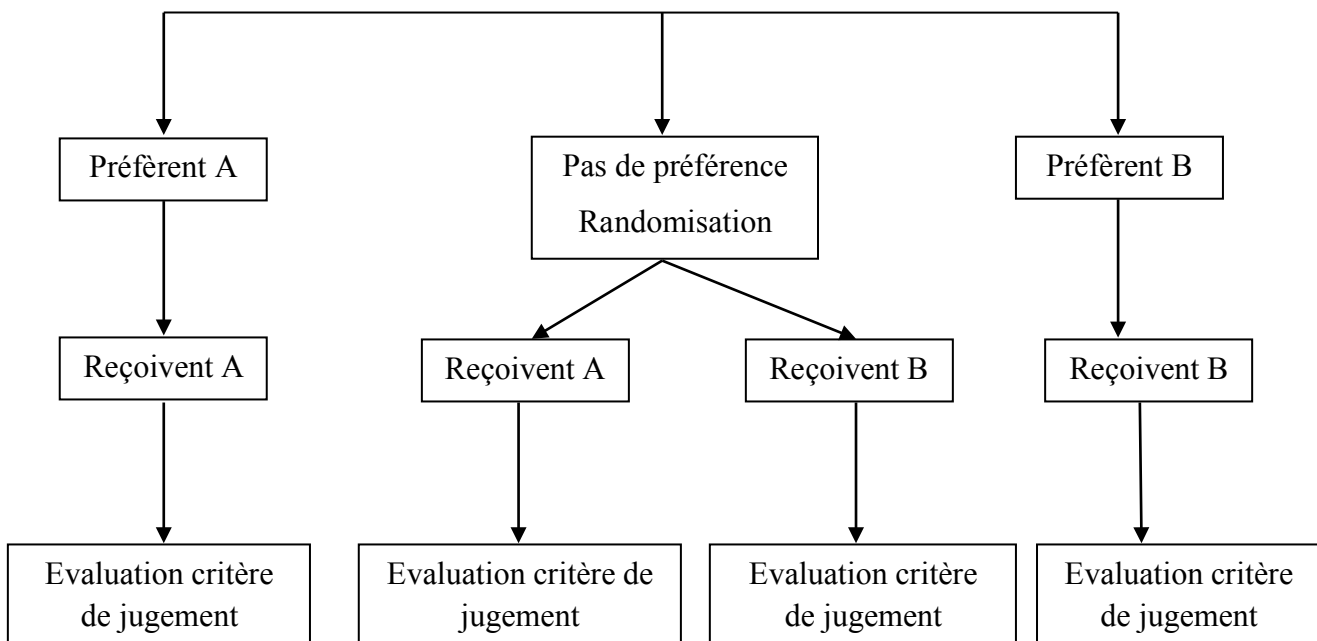 Préfèrent A
Pas de préférence
Randomisation
Préfèrent B
Reçoivent A
Reçoivent A
Reçoivent B
Reçoivent B
Evaluation critère
de jugement
Evaluation critère de
jugement
Evaluation critère
de jugement
Evaluation critère
de jugement